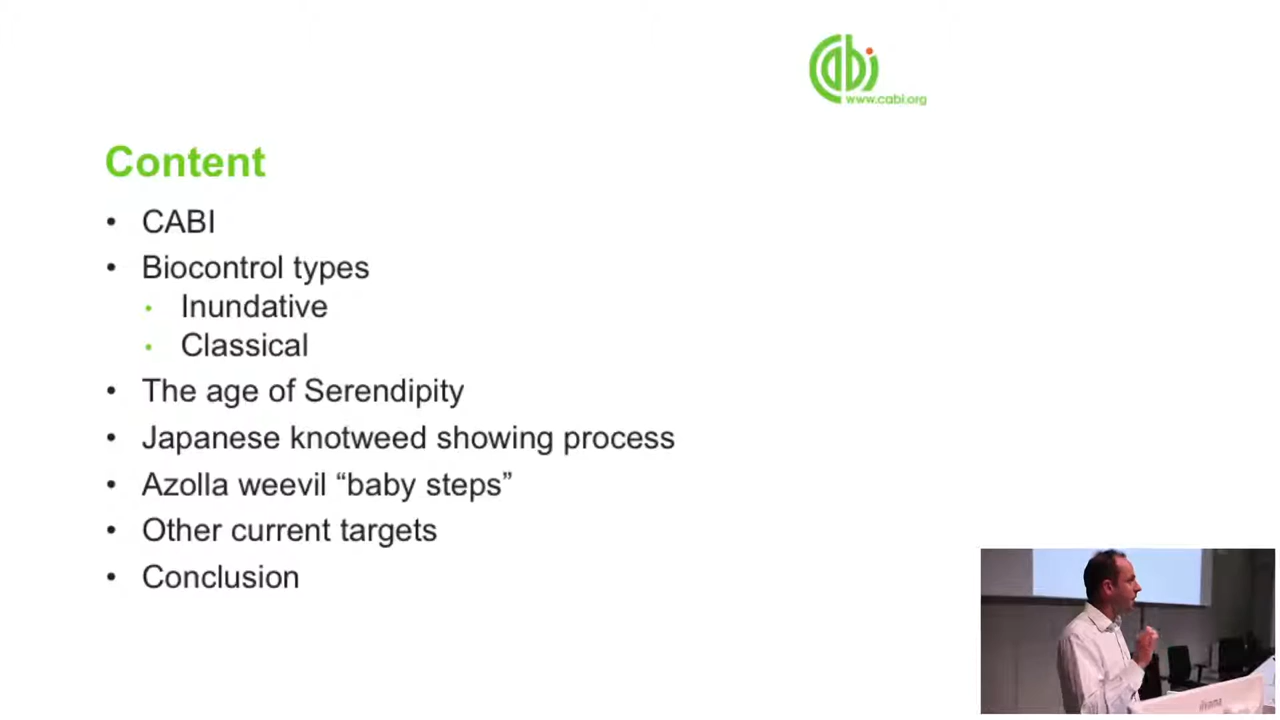 cabi
www.cabi.org
Content
• CABI
• Biocontrol types
• Inundative
• Classical
• The age of Serendipity
• Japanese knotweed showing process
• Azolla weevil “baby steps”
• Other current targets
• Conclusion
iiyama